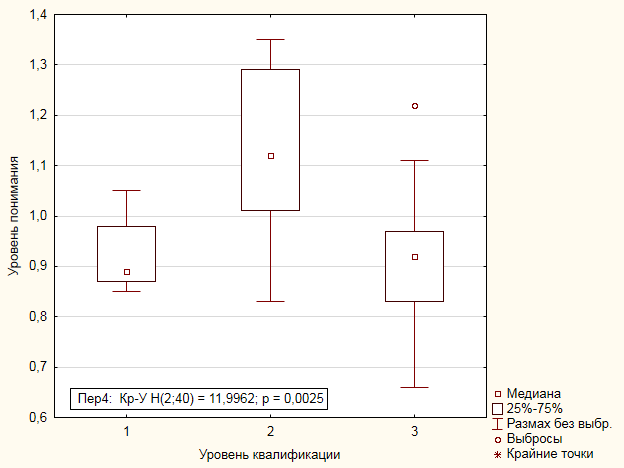 1,4
1,3
1,2
1,1
1,0
0,9
0,8
0,7
0,6
Уровень понимания
Пер4: Кр-У H(2;40) = 11,9962; p = 0,0025
1 2 3
Уровень квалификации
Медиана
25%-75%
Размах без выбр.
Выбросы
Крайние точки